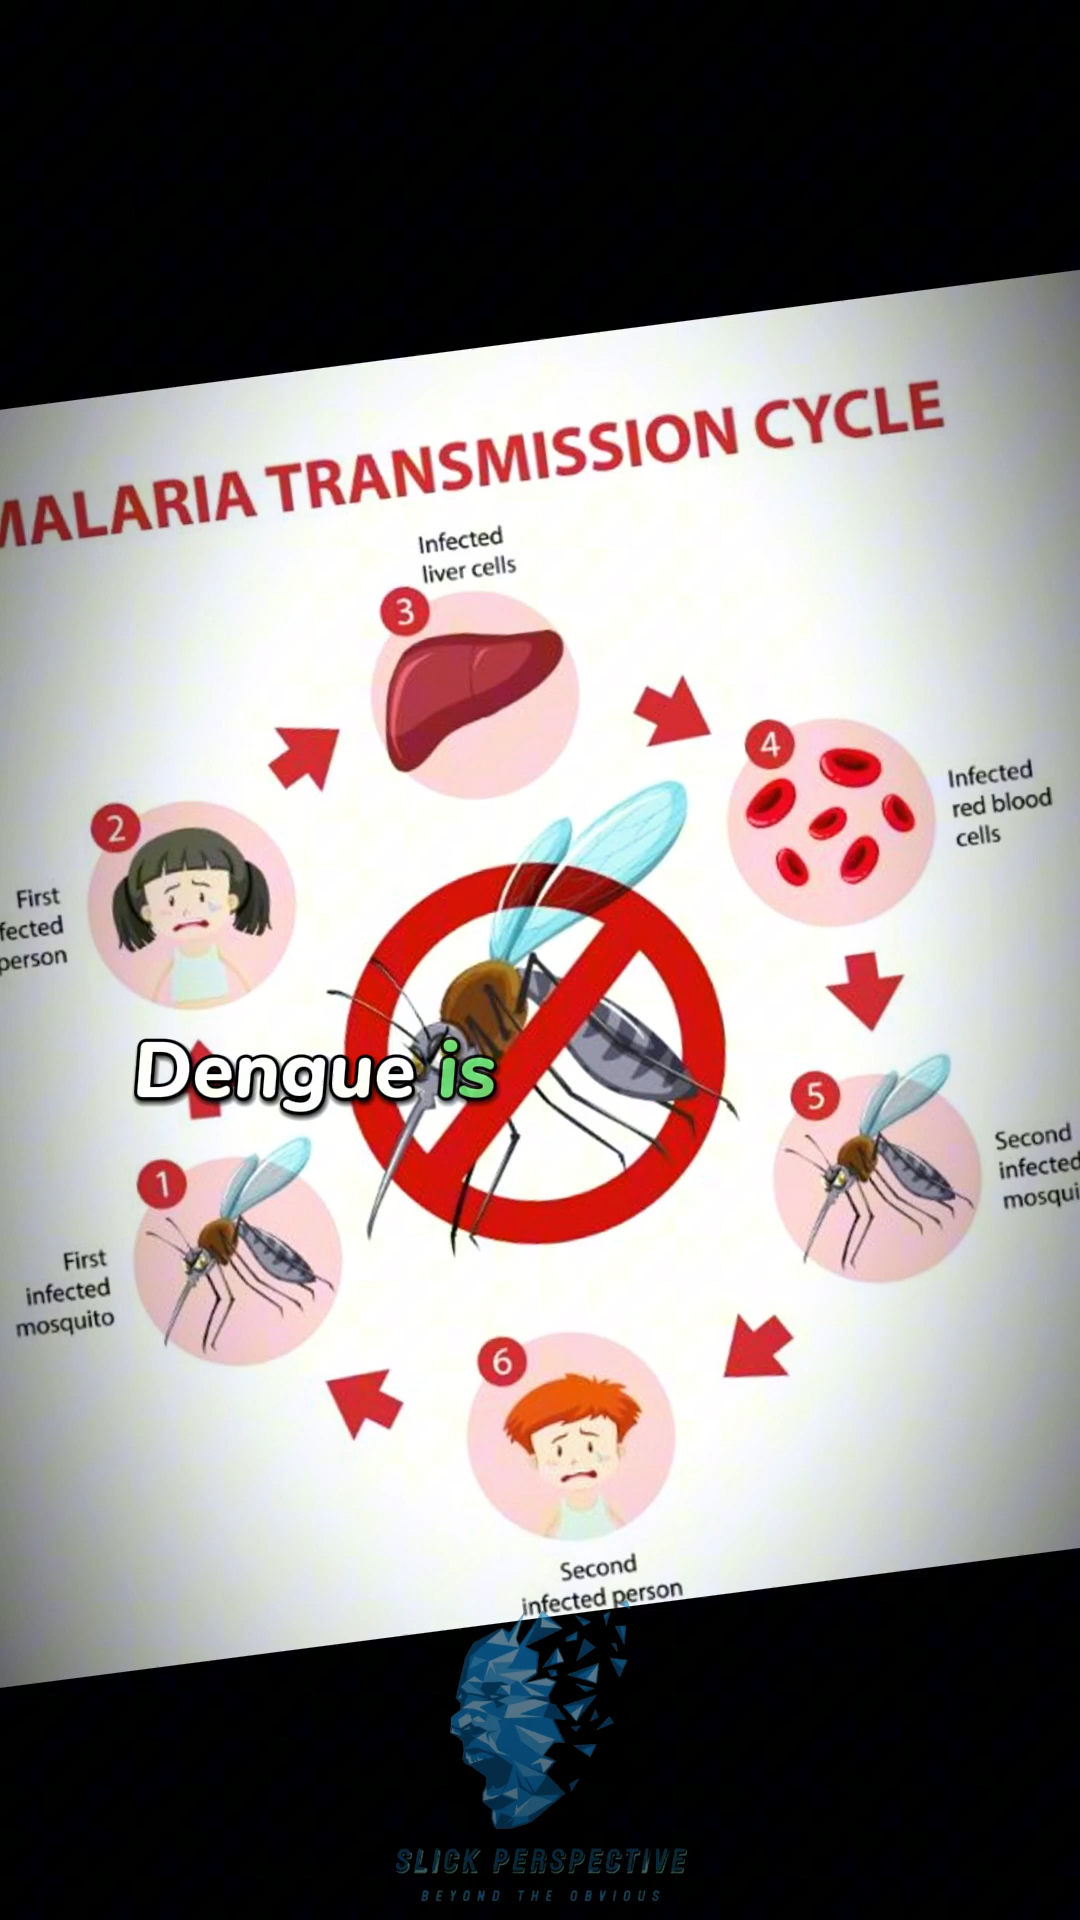 MALARIA TRANSMISSION CYCLE
Infected
liver cells
3
4
Infected
red blood
cells
2
First
fected
person
Dengue is
5
Second
infected
mosqui
1
First
infected
mosquito
6
Second
infected person
SLICK PERSPECTIVE
BEYOND THE OBVIOUS